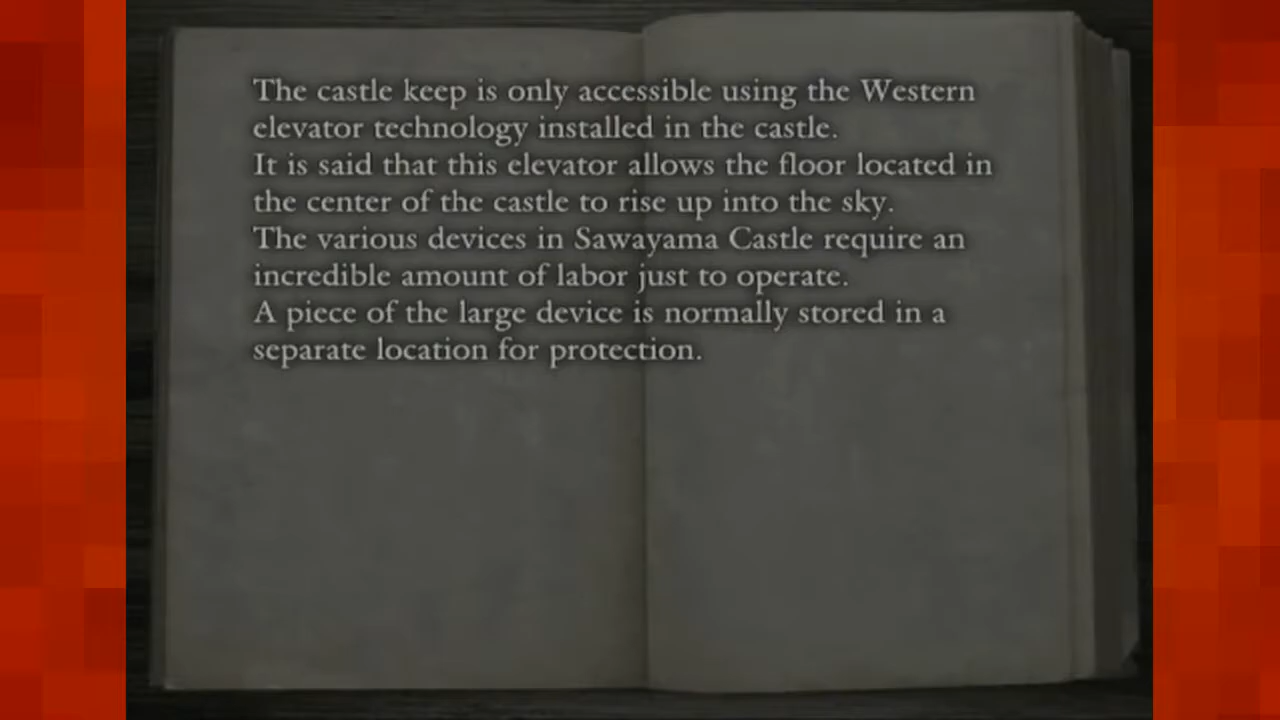 The castle keep is only accessible using the Western
elevator technology installed in the castle.
It is said that this elevator allows the floor located in
the center of the castle to rise up into the sky.
The various devices in Sawayama Castle require an
incredible amount of labor just to operate.
A piece of the large device is normally stored in a
separate location for protection.